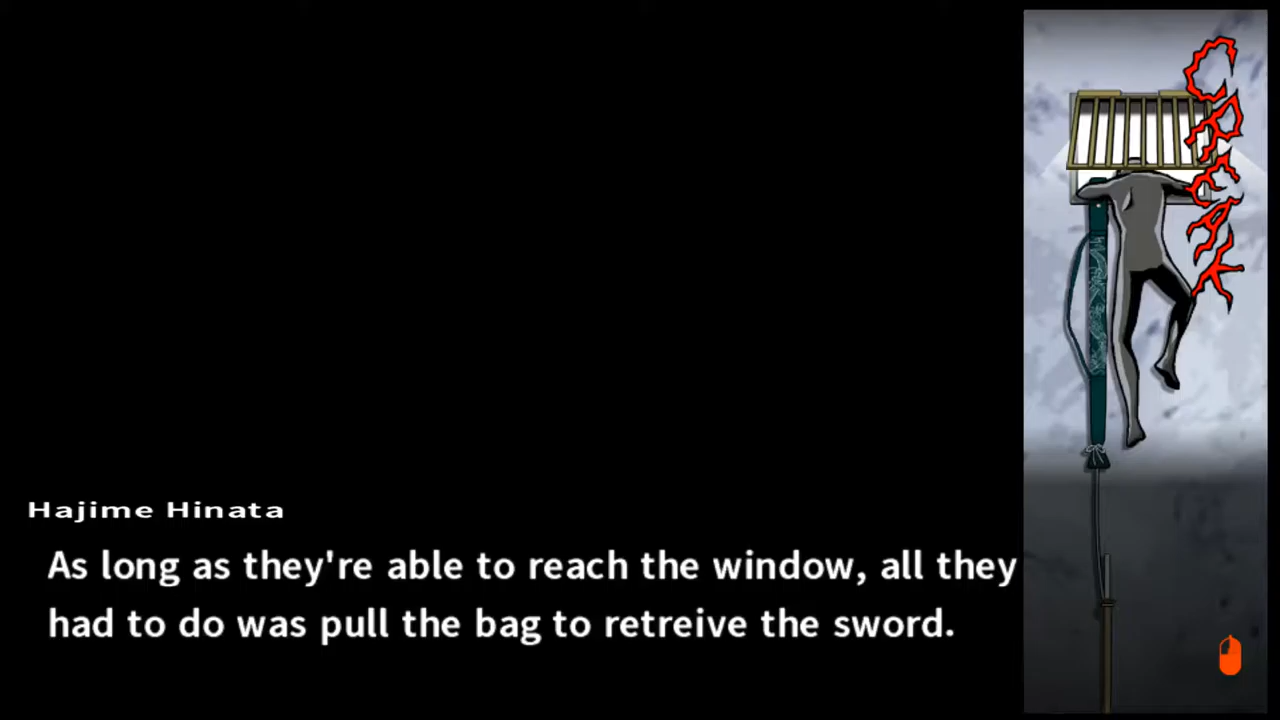 CREAK
Hajime Hinata
As long as they're able to reach the window, all they
had to do was pull the bag to retreive the sword.